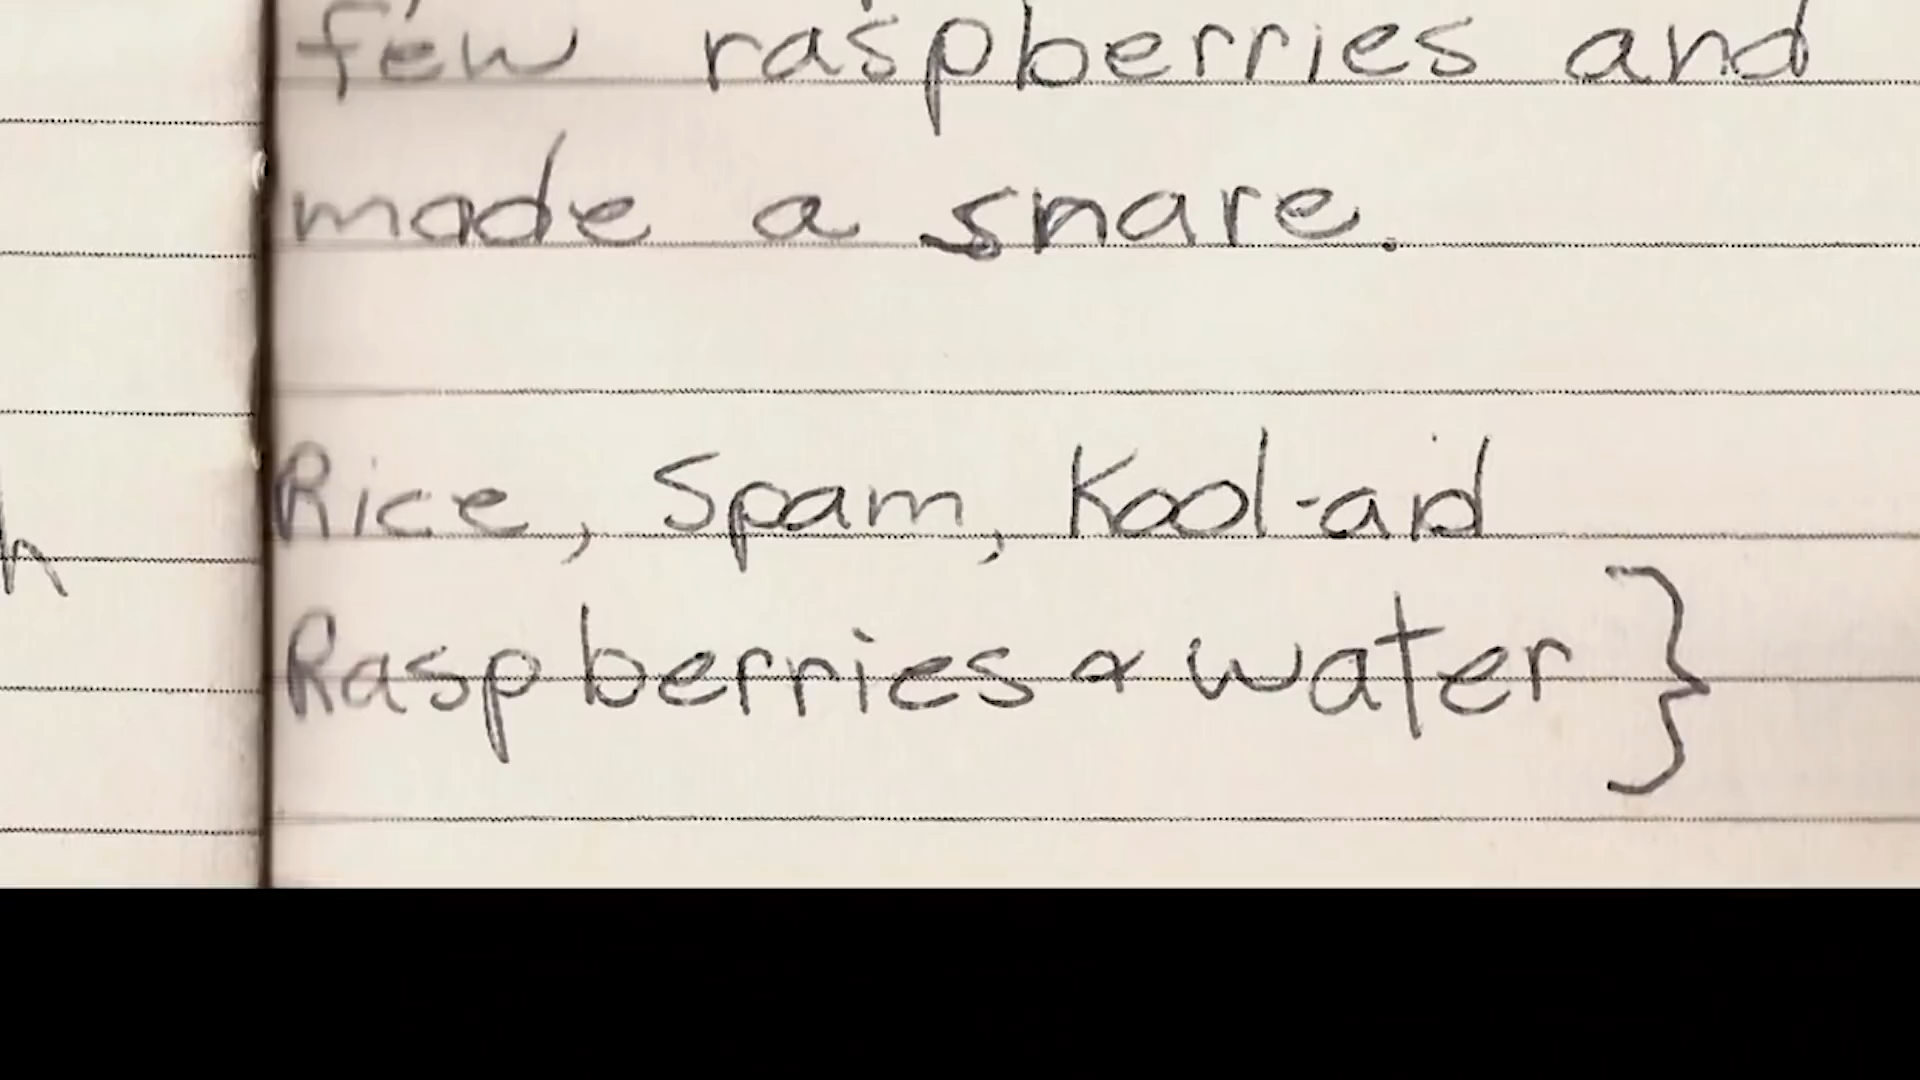 few raspberries and
made a snare.
Rice, Spam, Kool-aid
Raspberries & water }